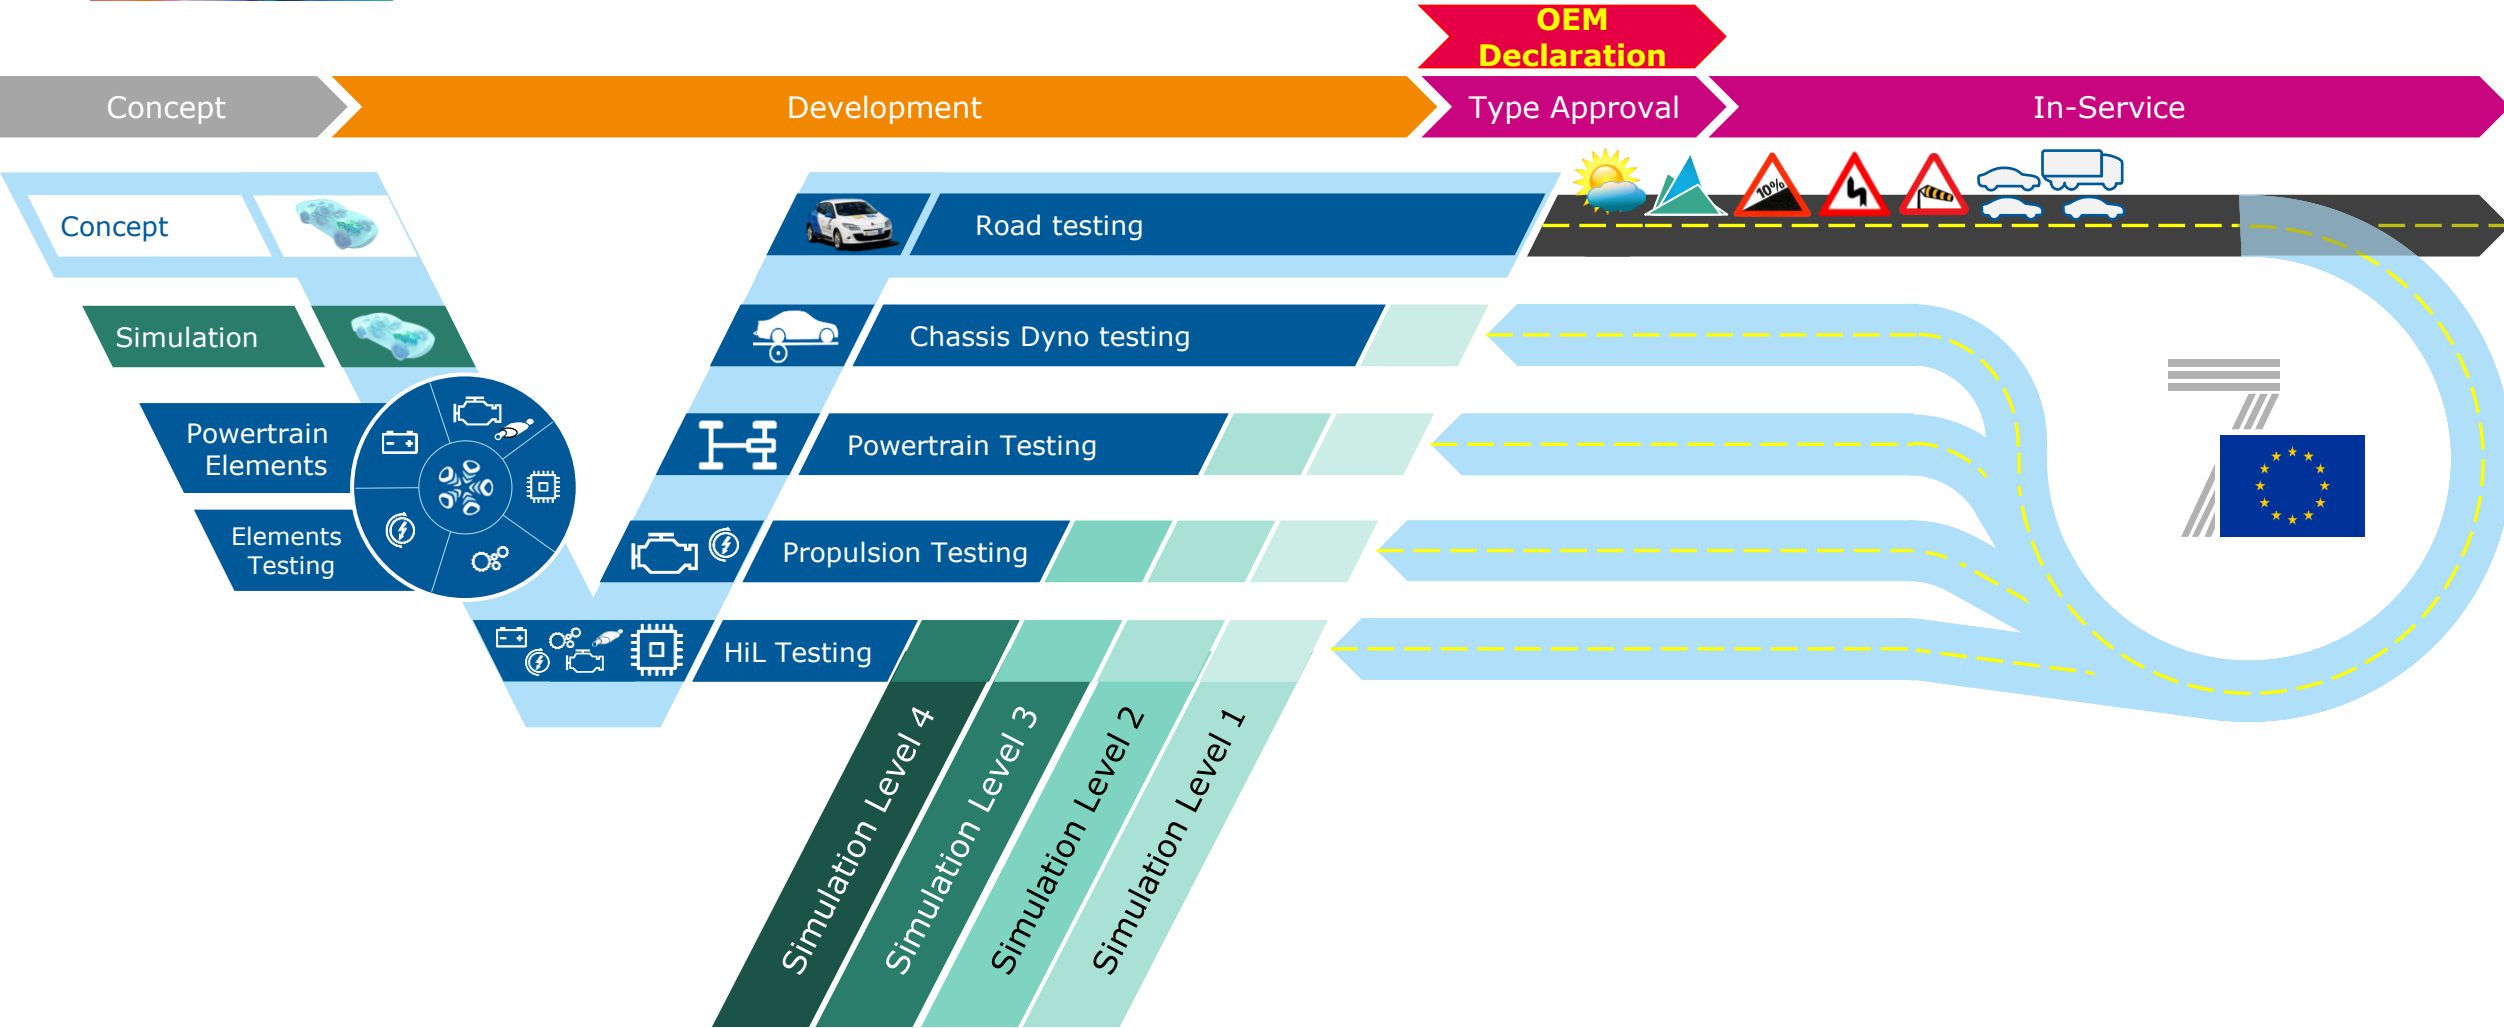 OEM
Declaration
Concept
Development
Type Approval
In-Service
Concept
Road testing
10%
Simulation
Chassis Dyno testing
Powertrain
Elements
Powertrain Testing
7
Elements
Testing
Propulsion Testing
HiL Testing
Simulation Level 4
Simulation Level 3
Simulation Level 2
Simulation Level 1